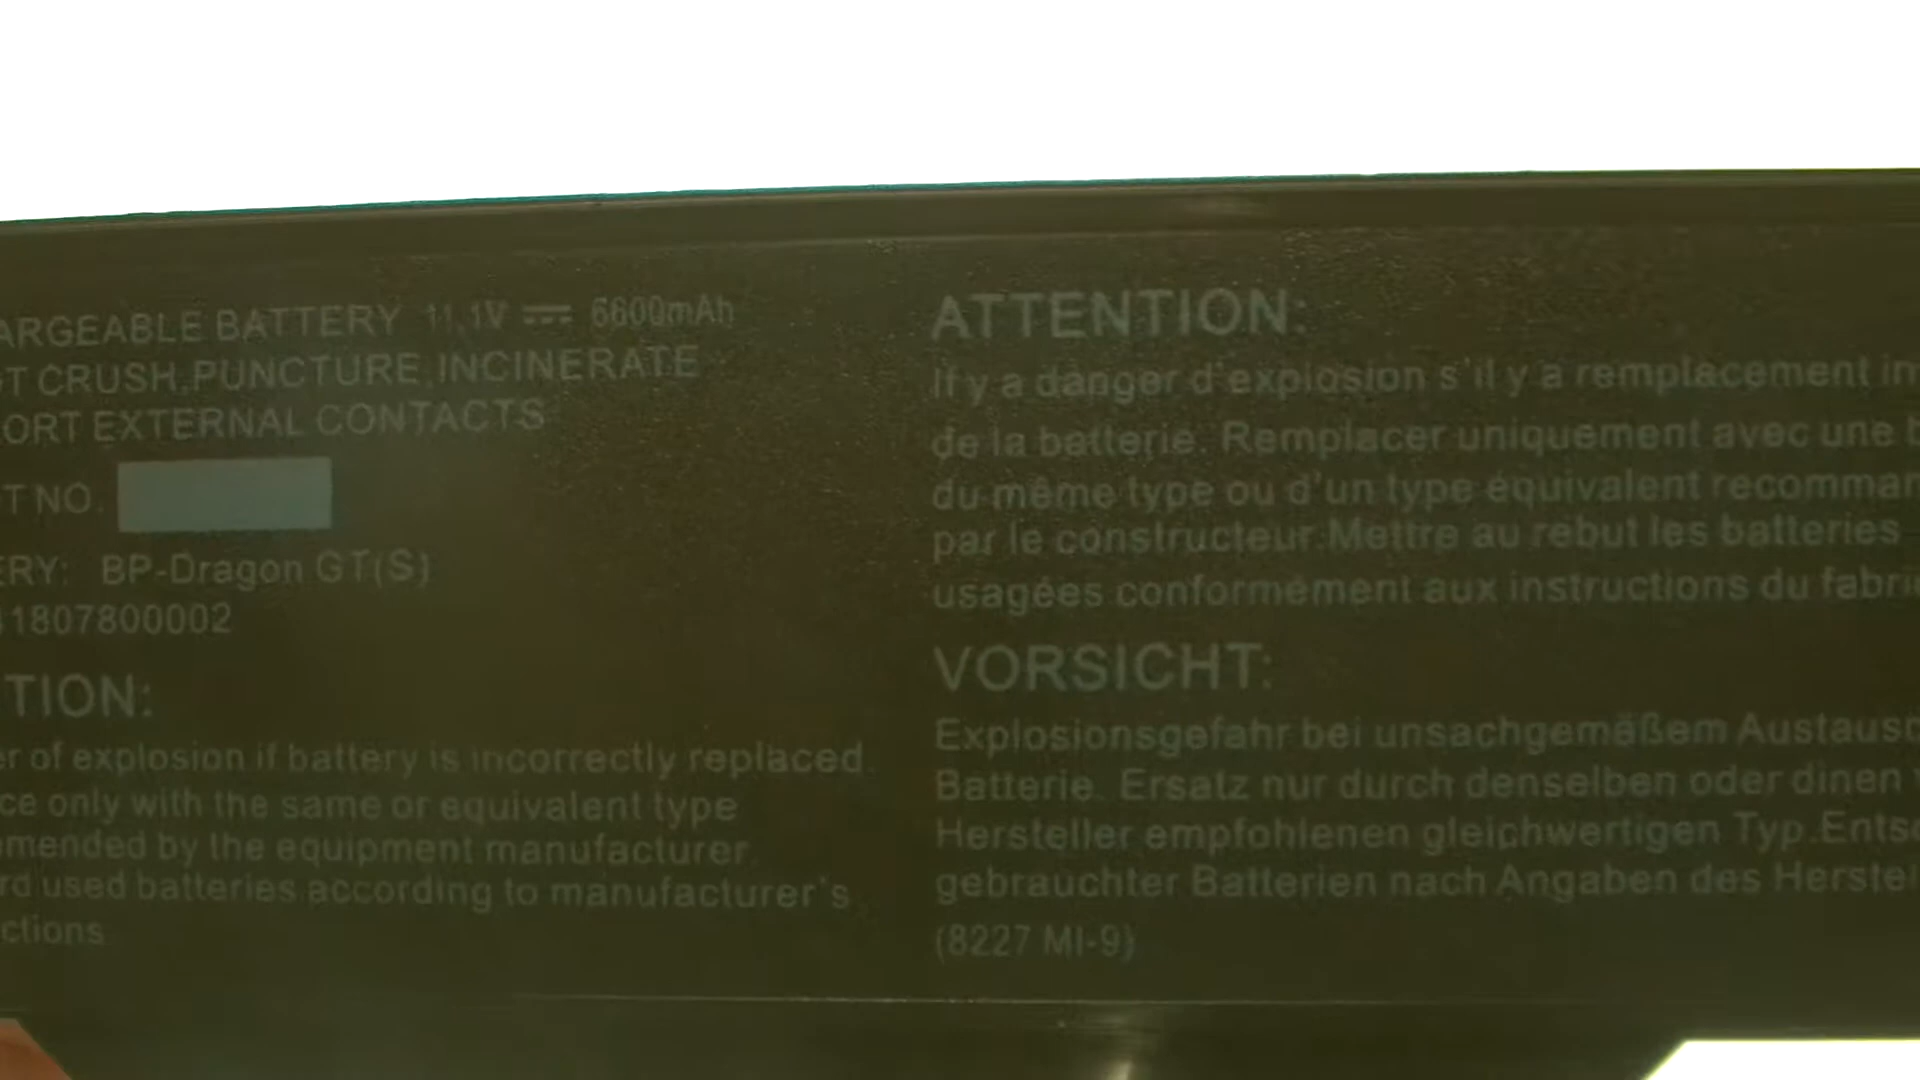 ARGEABLE BATTERY 11.1V 6600mAh
T CRUSH,PUNCTURE,INCINERATE
ORT EXTERNAL CONTACTS
T NO.
ERY: BP-Dragon GT(S)
1807800002
TION:
er of explosion if battery is incorrectly replaced.
ce only with the same or equivalent type
mended by the equipment manufacturer.
rd used batteries according to manufacturer's
ctions
ATTENTION:
Il y a danger d'explosion s'il y a remplacement in
de la batterie. Remplacer uniquement avec une b
du même type ou d'un type équivalent recomman
par le constructeur.Mettre au rebut les batteries
usagées conformément aux instructions du fabri
VORSICHT:
Explosionsgefahr bei unsachgemäßem Austausc
Batterie. Ersatz nur durch denselben oder dinen
Hersteller empfohlenen gleichwertigen Typ.Ents
gebrauchter Batterien nach Angaben des Herstel
(8227 MI-9)